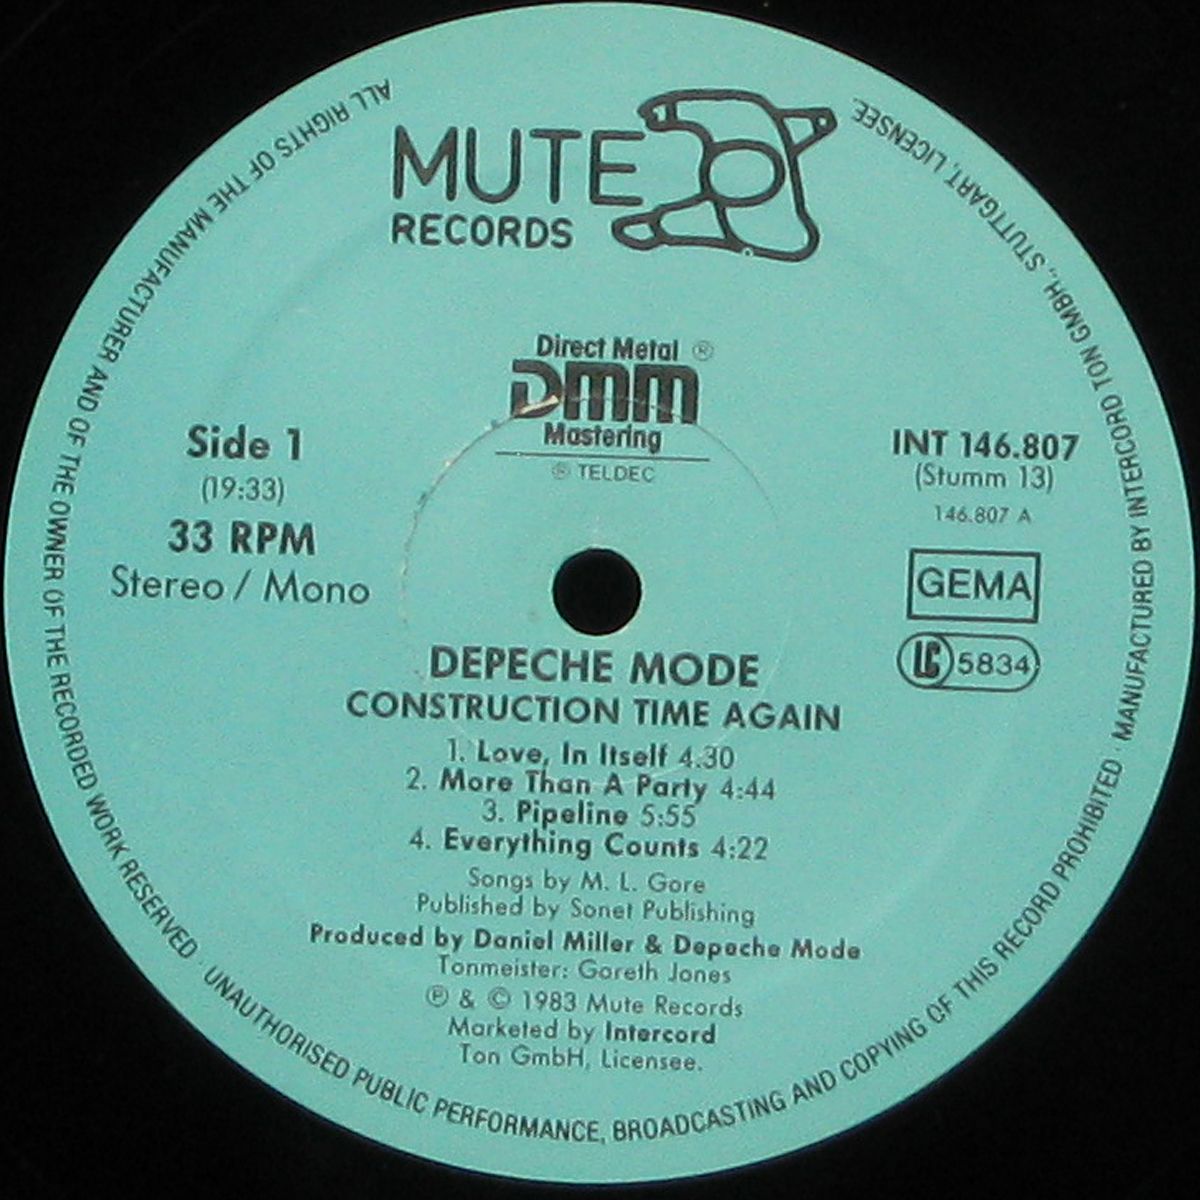 MUTE
RECORDS
Direct Metal ®
DMM
Mastering
℗ TELDEC
Side 1
(19:33)
33 RPM
Stereo / Mono
INT 146.807
(Stumm 13)
146.807 A
GEMA
LC 5834
DEPECHE MODE
CONSTRUCTION TIME AGAIN
1. Love, In Itself 4.30
2. More Than A Party 4:44
3. Pipeline 5:55
4. Everything Counts 4:22
Songs by M. L. Gore
Published by Sonet Publishing
Produced by Daniel Miller & Depeche Mode
Tonmeister: Gareth Jones
℗ & © 1983 Mute Records
Marketed by Intercord
Ton GmbH, Licensee.
ALL RIGHTS OF THE MANUFACTURER AND OF THE OWNER OF THE RECORDED WORK RESERVED · UNAUTHORISED PUBLIC PERFORMANCE, BROADCASTING AND COPYING OF THIS RECORD PROHIBITED · MANUFACTURED BY INTERCORD TON GMBH., STUTTGART, LICENSEE.